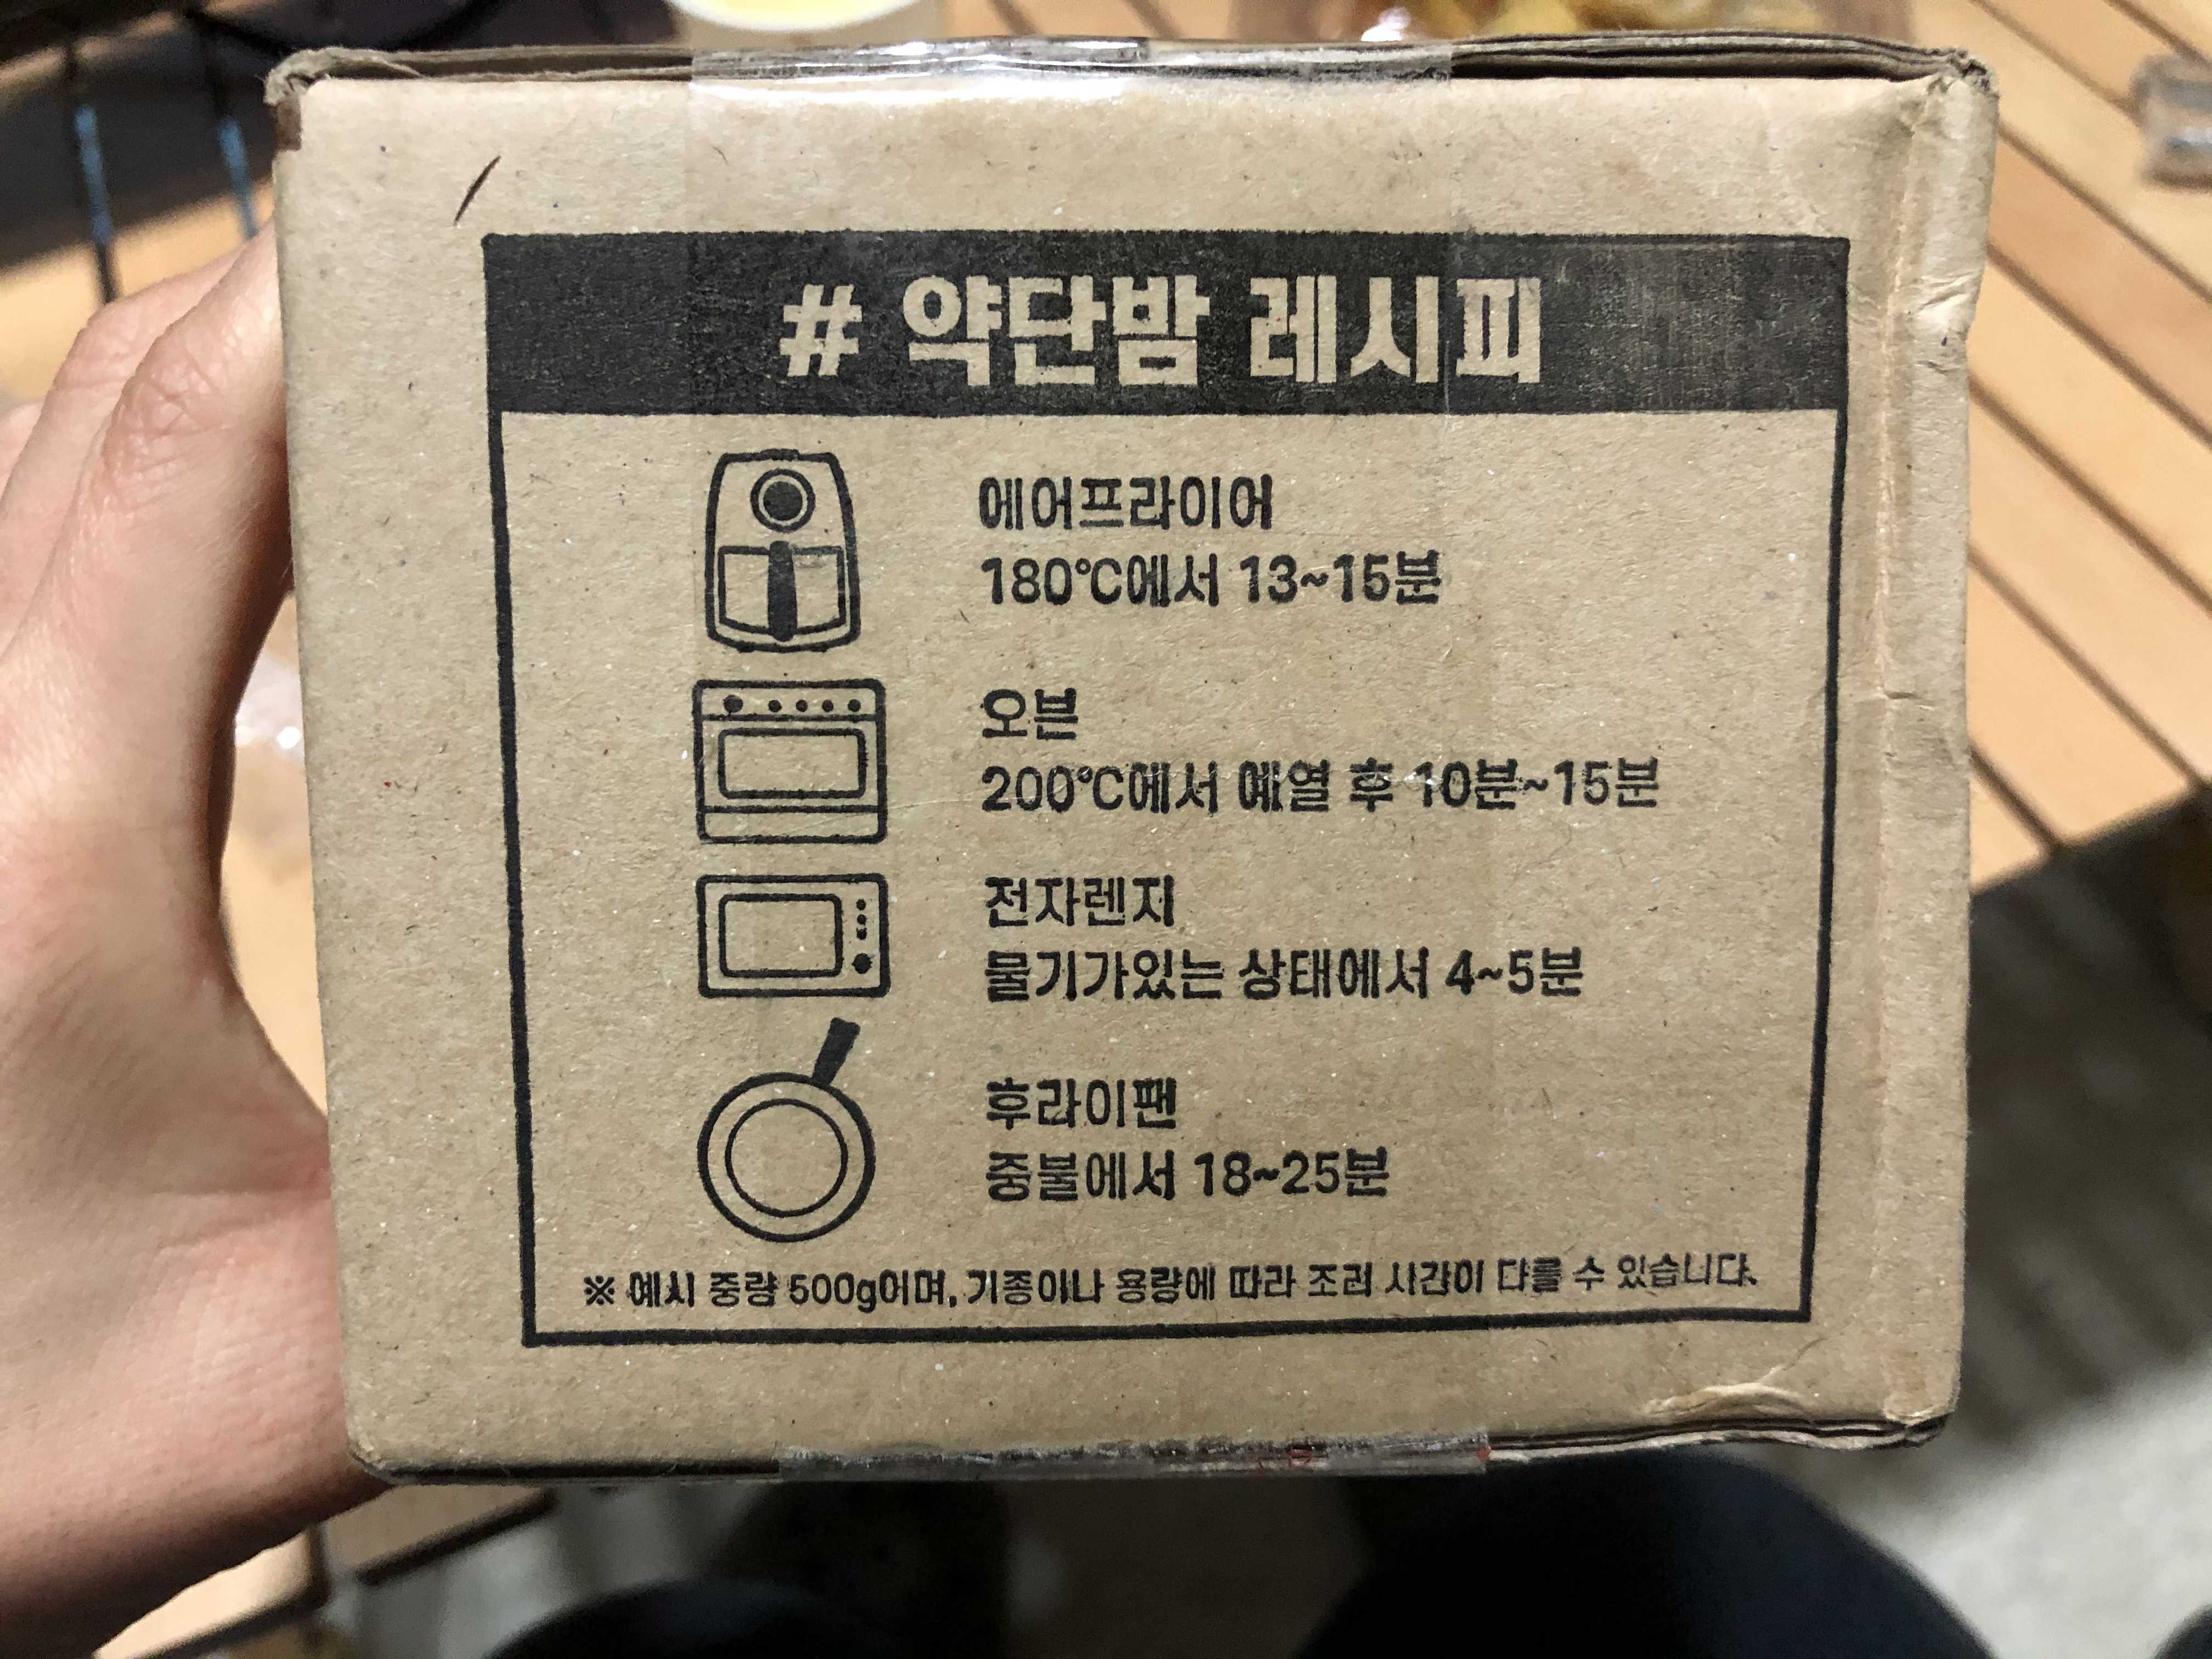 # 약단밤 레시피
에어프라이어
180℃에서 13~15분
오븐
200℃에서 예열 후 10분~15분
전자렌지
물기가있는 상태에서 4~5분
후라이팬
중불에서 18~25분
※ 예시 중량 500g이며, 기종이나 용량에 따라 조리 시간이 다를 수 있습니다.